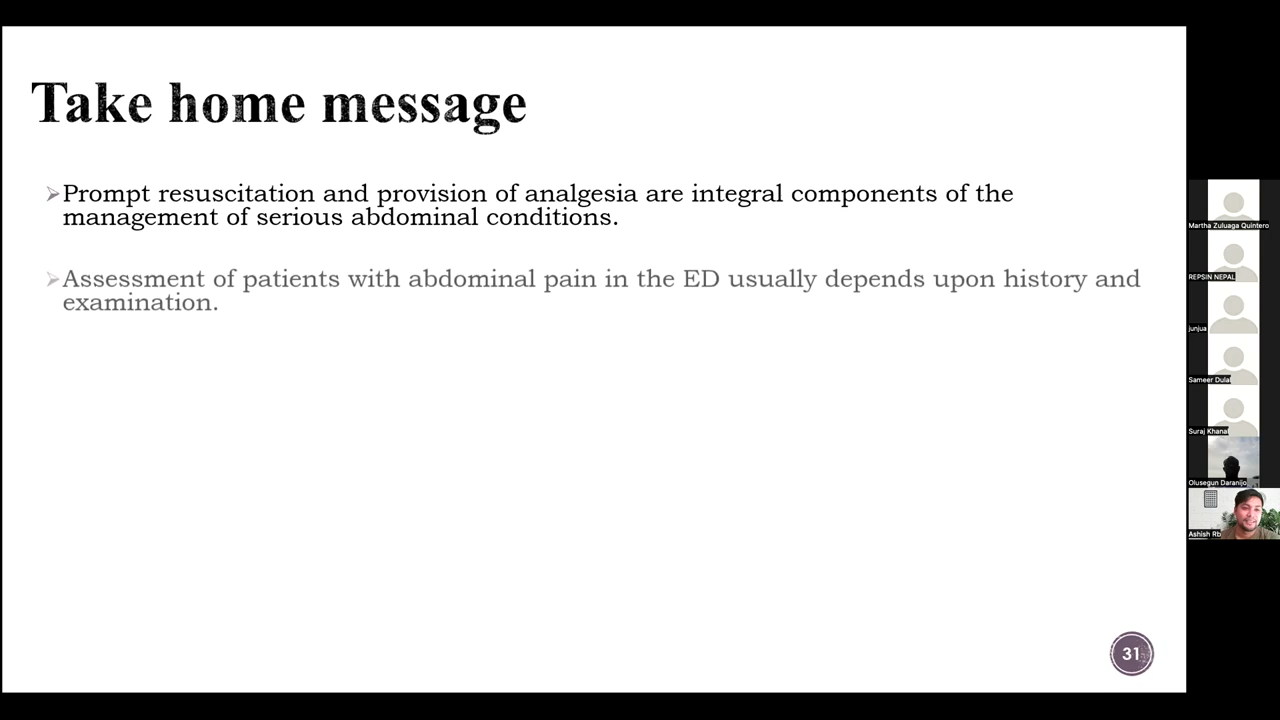 Take home message
➢Prompt resuscitation and provision of analgesia are integral components of the
management of serious abdominal conditions.
➢Assessment of patients with abdominal pain in the ED usually depends upon history and
examination.
31
Martha Zuluaga Quintero
REPSIN NEPAL
junjua
Sameer Dulal
Suraj Khanal
Olusegun Daranijo
Ashish Rb